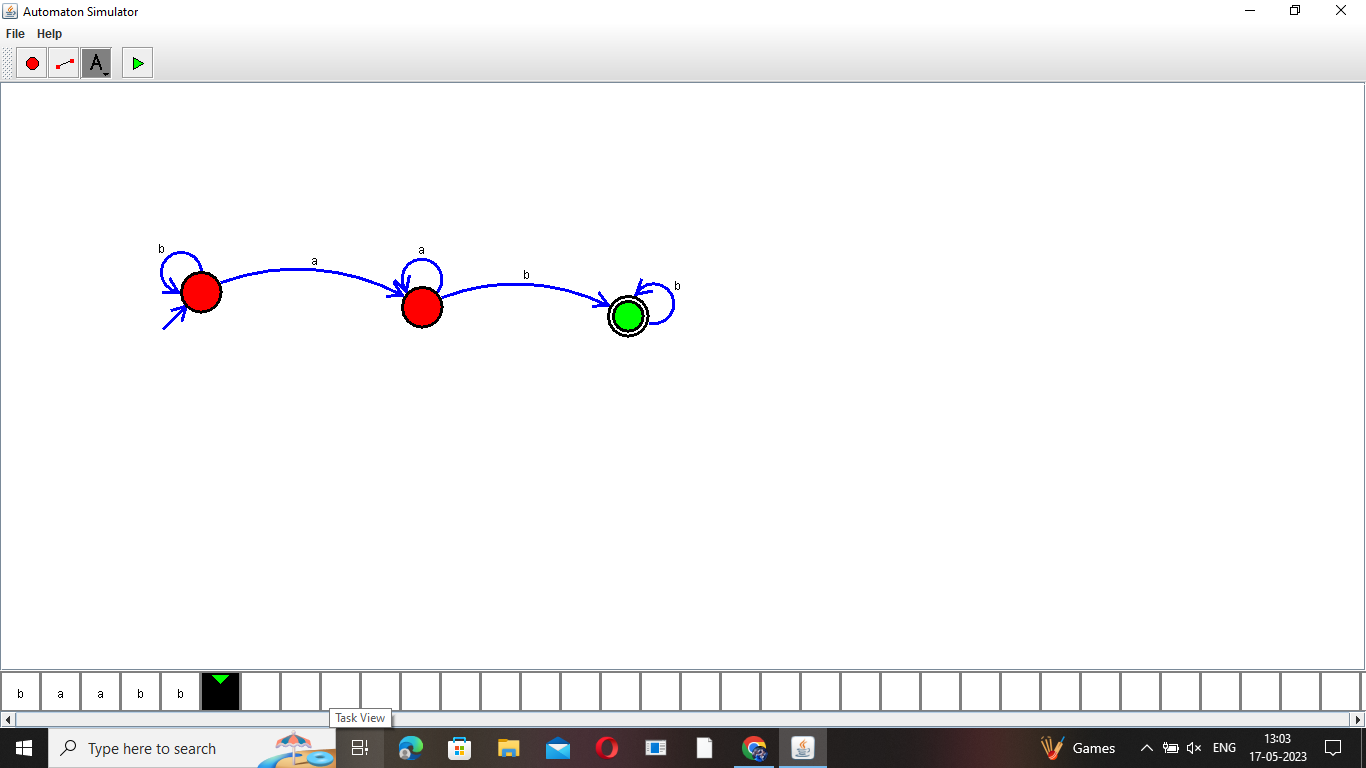 Automaton Simulator
File Help
A
b
a
a
b
b
b a a b b
Task View
Type here to search
Games
ENG
13:03
17-05-2023